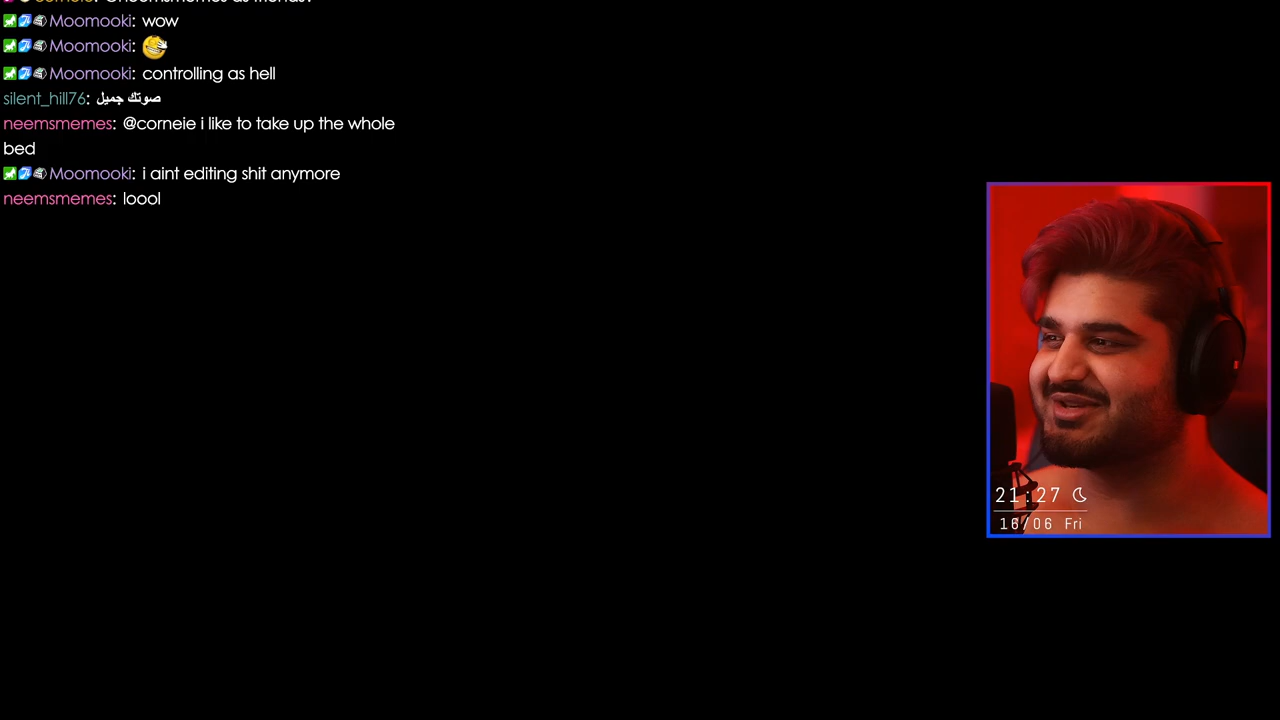 Moomooki: wow
Moomooki:
Moomooki: controlling as hell
silent_hill76: صوتك جميل
neemsmemes: @corneie i like to take up the whole
bed
Moomooki: i aint editing shit anymore
neemsmemes: loool
21:27
16/06 Fri